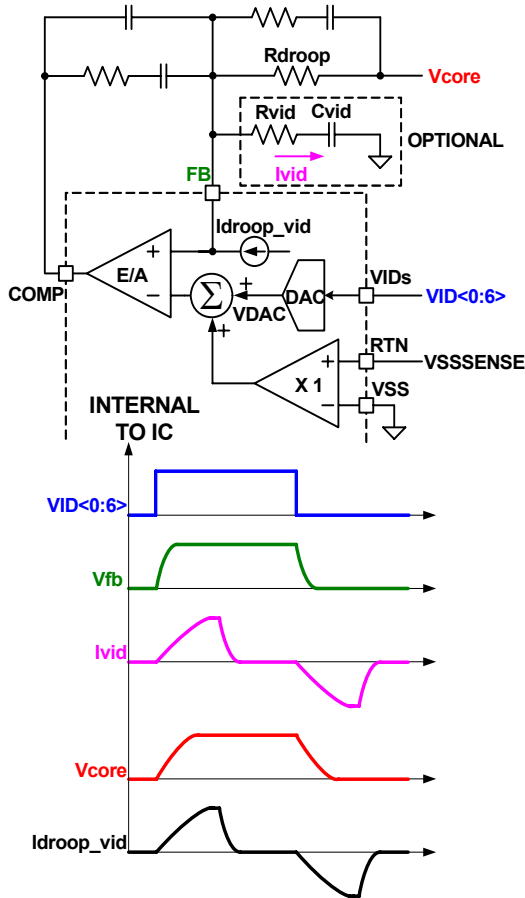 Rdroop
Vcore
Rvid Cvid
OPTIONAL
Ivid
FB
Idroop_vid
+
E/A
−
COMP
Σ
+
+
VDAC
DAC
VIDs
VID<0:6>
RTN
+
VSSSENSE
X 1
VSS
−
INTERNAL
TO IC
VID<0:6>
Vfb
Ivid
Vcore
Idroop_vid